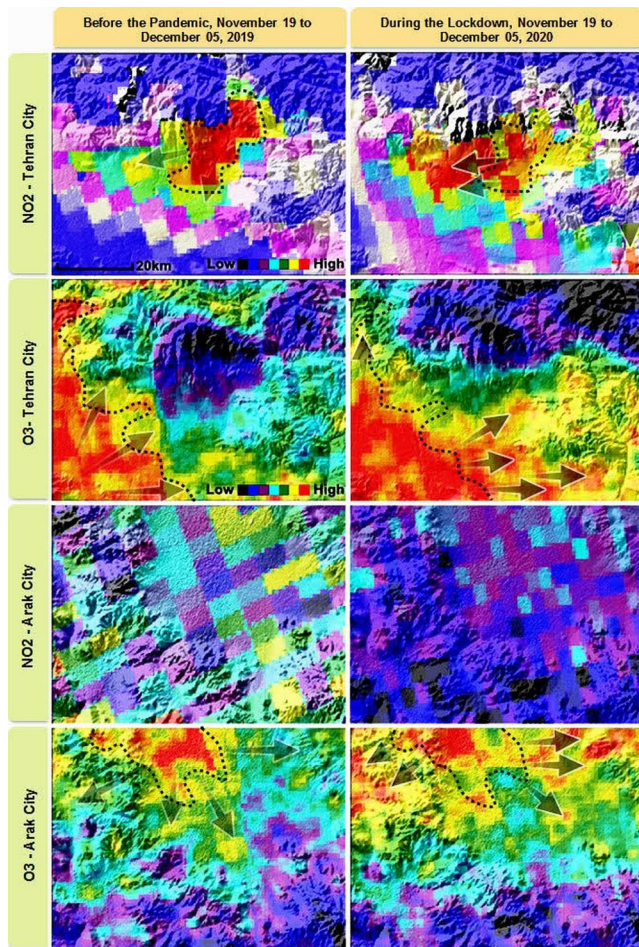 Before the Pandemic, November 19 to
December 05, 2019
During the Lockdown, November 19 to
December 05, 2020
NO2 - Tehran City
20km
Low
High
O3- Tehran City
Low
High
NO2 - Arak City
O3 - Arak City